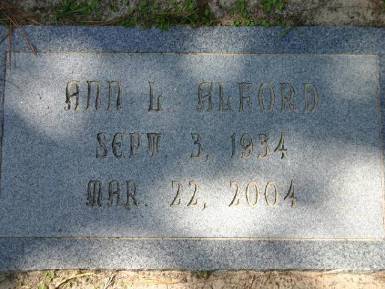 ANN L. ALFORD
SEPT. 3, 1934
MAR. 22, 2004